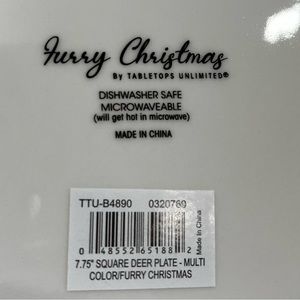 Furry Christmas
By TABLETOPS UNLIMITED®
DISHWASHER SAFE
MICROWAVEABLE
(will get hot in microwave)
MADE IN CHINA
TTU-B4890 0320769
Made In China
0 48552 65188 2
7.75" SQUARE DEER PLATE - MULTI
COLOR/FURRY CHRISTMAS